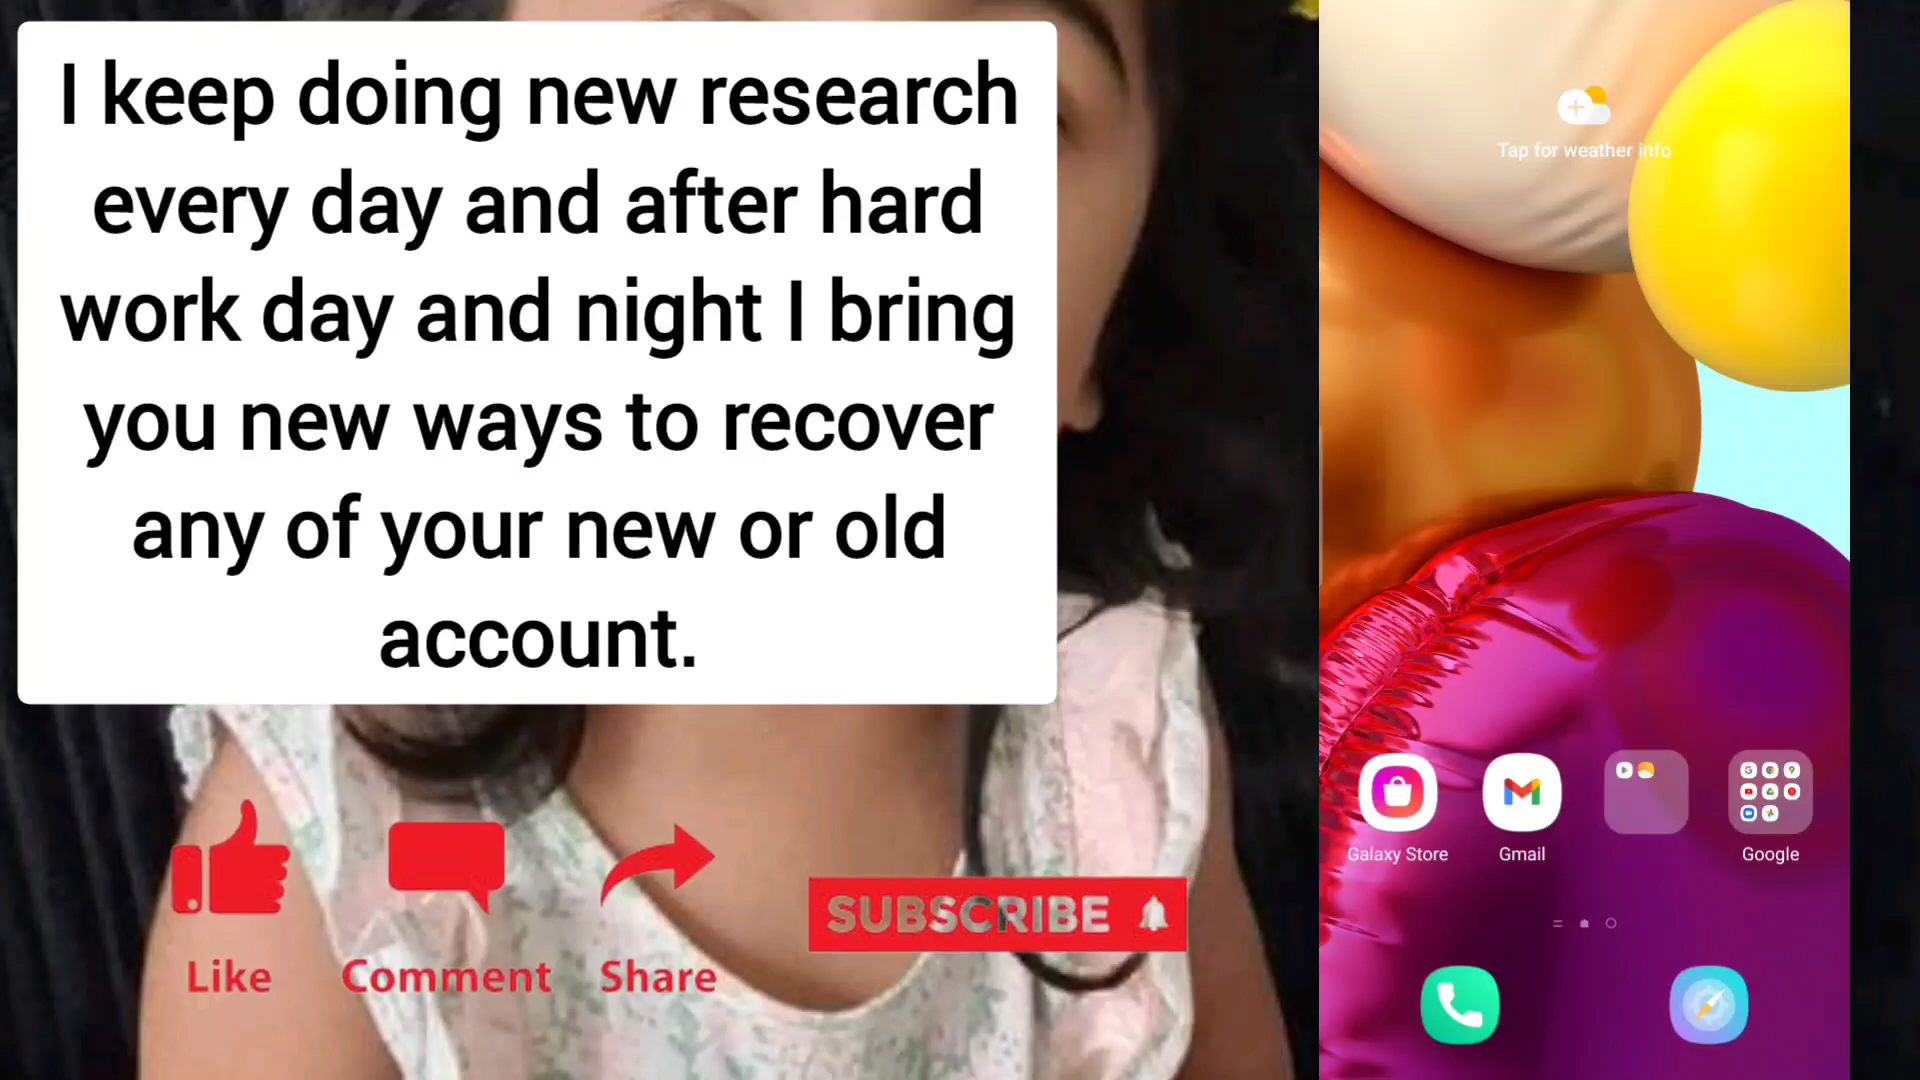 I keep doing new research
every day and after hard
work day and night I bring
you new ways to recover
any of your new or old
account.
Like
Comment
Share
SUBSCRIBE
Tap for weather info
Galaxy Store
Gmail
Google